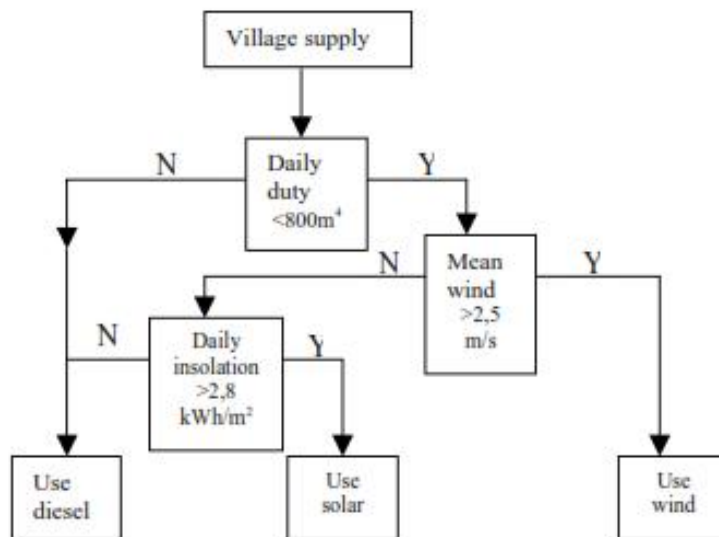 Village supply
N
Daily
duty
<800m⁴
Y
N
Mean
wind
>2,5
m/s
Y
N
Daily
insolation
>2,8
kWh/m²
Y
Use
diesel
Use
solar
Use
wind